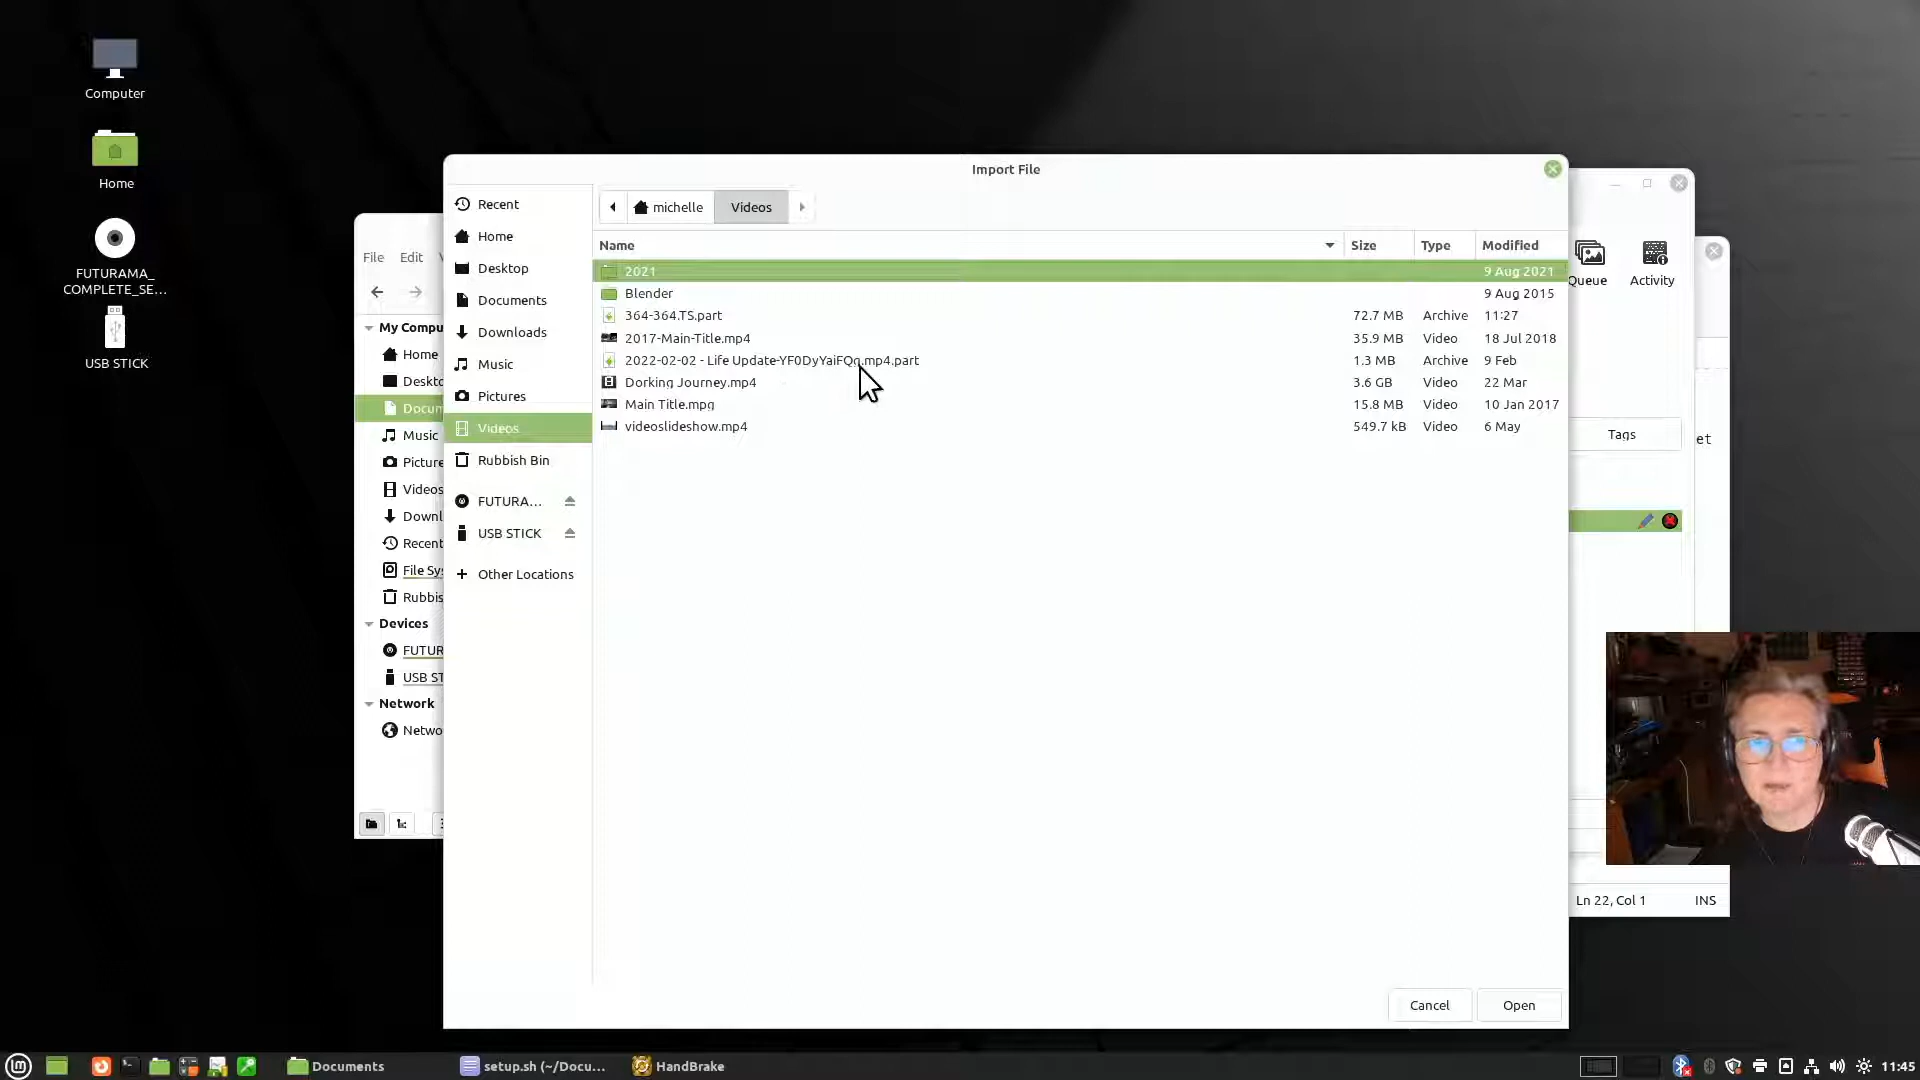 Computer
Home
FUTURAMA_
COMPLETE_SE...
USB STICK
File
Edit
My Compu
Home
Deskto
Docum
Music
Picture
Videos
Downl
Recent
File Sys
Rubbis
Devices
FUTUR
USB ST
Network
Netwo
Import File
Recent
Home
Desktop
Documents
Downloads
Music
Pictures
Videos
Rubbish Bin
FUTURA...
USB STICK
Other Locations
michelle
Videos
Name Size Type Modified
2021 9 Aug 2021
Blender 9 Aug 2015
364-364.TS.part 72.7 MB Archive 11:27
2017-Main-Title.mp4 35.9 MB Video 18 Jul 2018
2022-02-02 - Life Update-YF0DyYaiFQo.mp4.part 1.3 MB Archive 9 Feb
Dorking Journey.mp4 3.6 GB Video 22 Mar
Main Title.mpg 15.8 MB Video 10 Jan 2017
videoslideshow.mp4 549.7 kB Video 6 May
Cancel
Open
Queue
Activity
Tags
et
Ln 22, Col 1
INS
Documents
setup.sh (~/Docu...
HandBrake
11:45